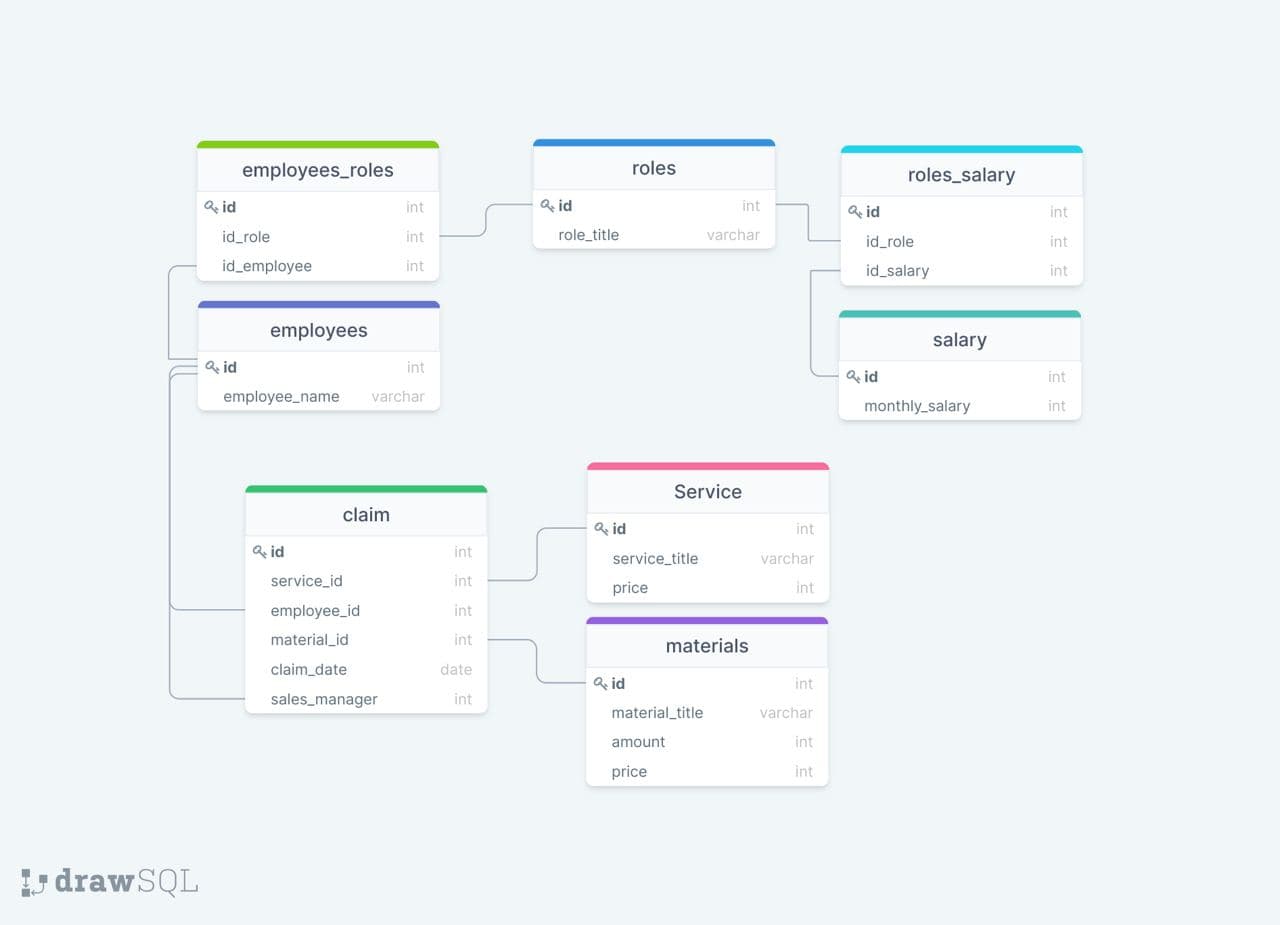 employees_roles
id int
id_role int
id_employee int
roles
id int
role_title varchar
roles_salary
id int
id_role int
id_salary int
employees
id int
employee_name varchar
salary
id int
monthly_salary int
claim
id int
service_id int
employee_id int
material_id int
claim_date date
sales_manager int
Service
id int
service_title varchar
price int
materials
id int
material_title varchar
amount int
price int
drawSQL